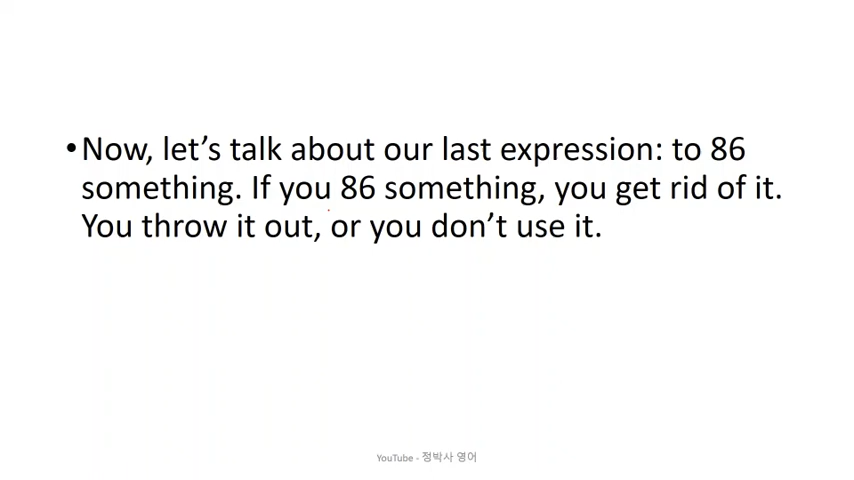 •Now, let’s talk about our last expression: to 86
something. If you 86 something, you get rid of it.
You throw it out, or you don’t use it.
YouTube - 정박사 영어